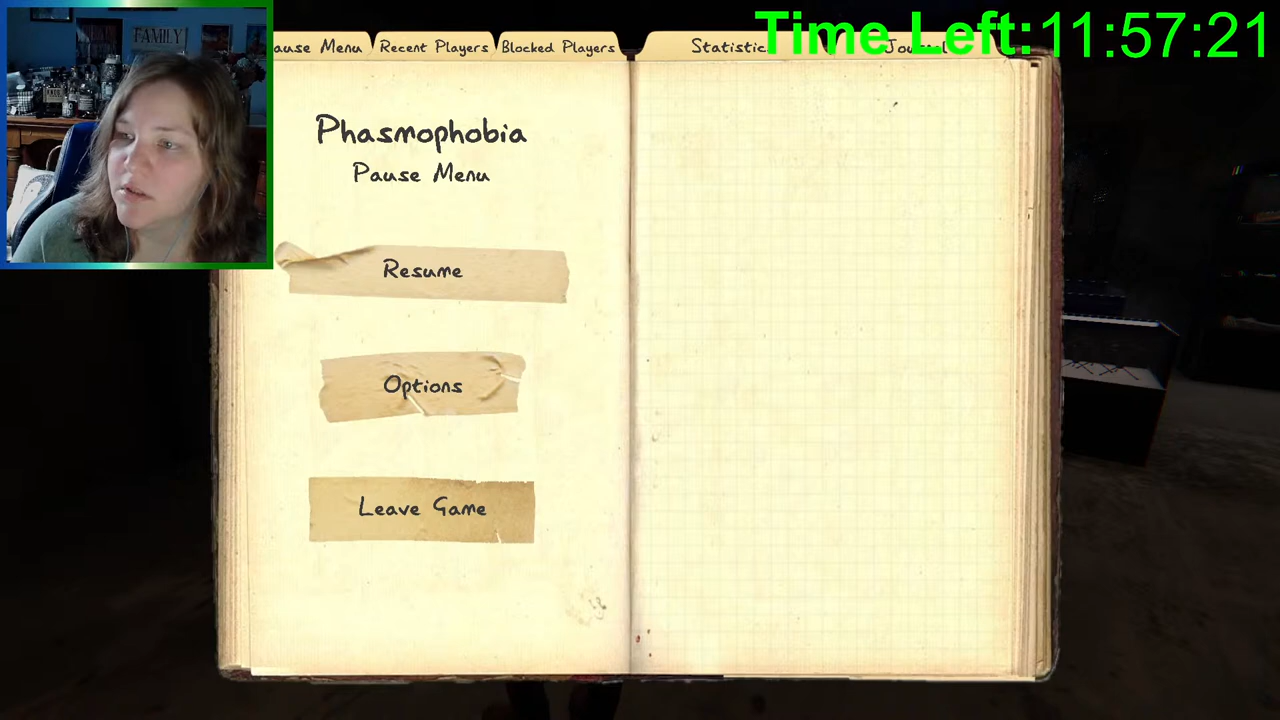 FAMILY
Time Left:11:57:21
ause Menu
Recent Players
Blocked Players
Statistic
Journal
Phasmophobia
Pause Menu
Resume
Options
Leave Game